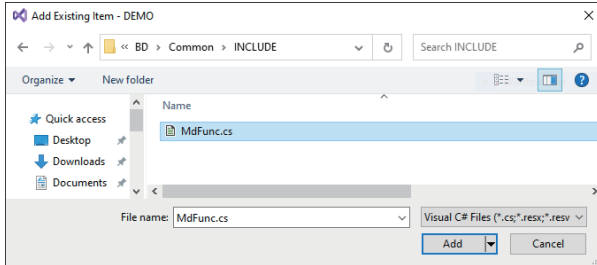 Add Existing Item - DEMO
« BD > Common > INCLUDE
Search INCLUDE
Organize
New folder
Name
Quick access
Desktop
Downloads
Documents
MdFunc.cs
File name: MdFunc.cs
Visual C# Files (*.cs;*.resx;*.resv
Add
Cancel